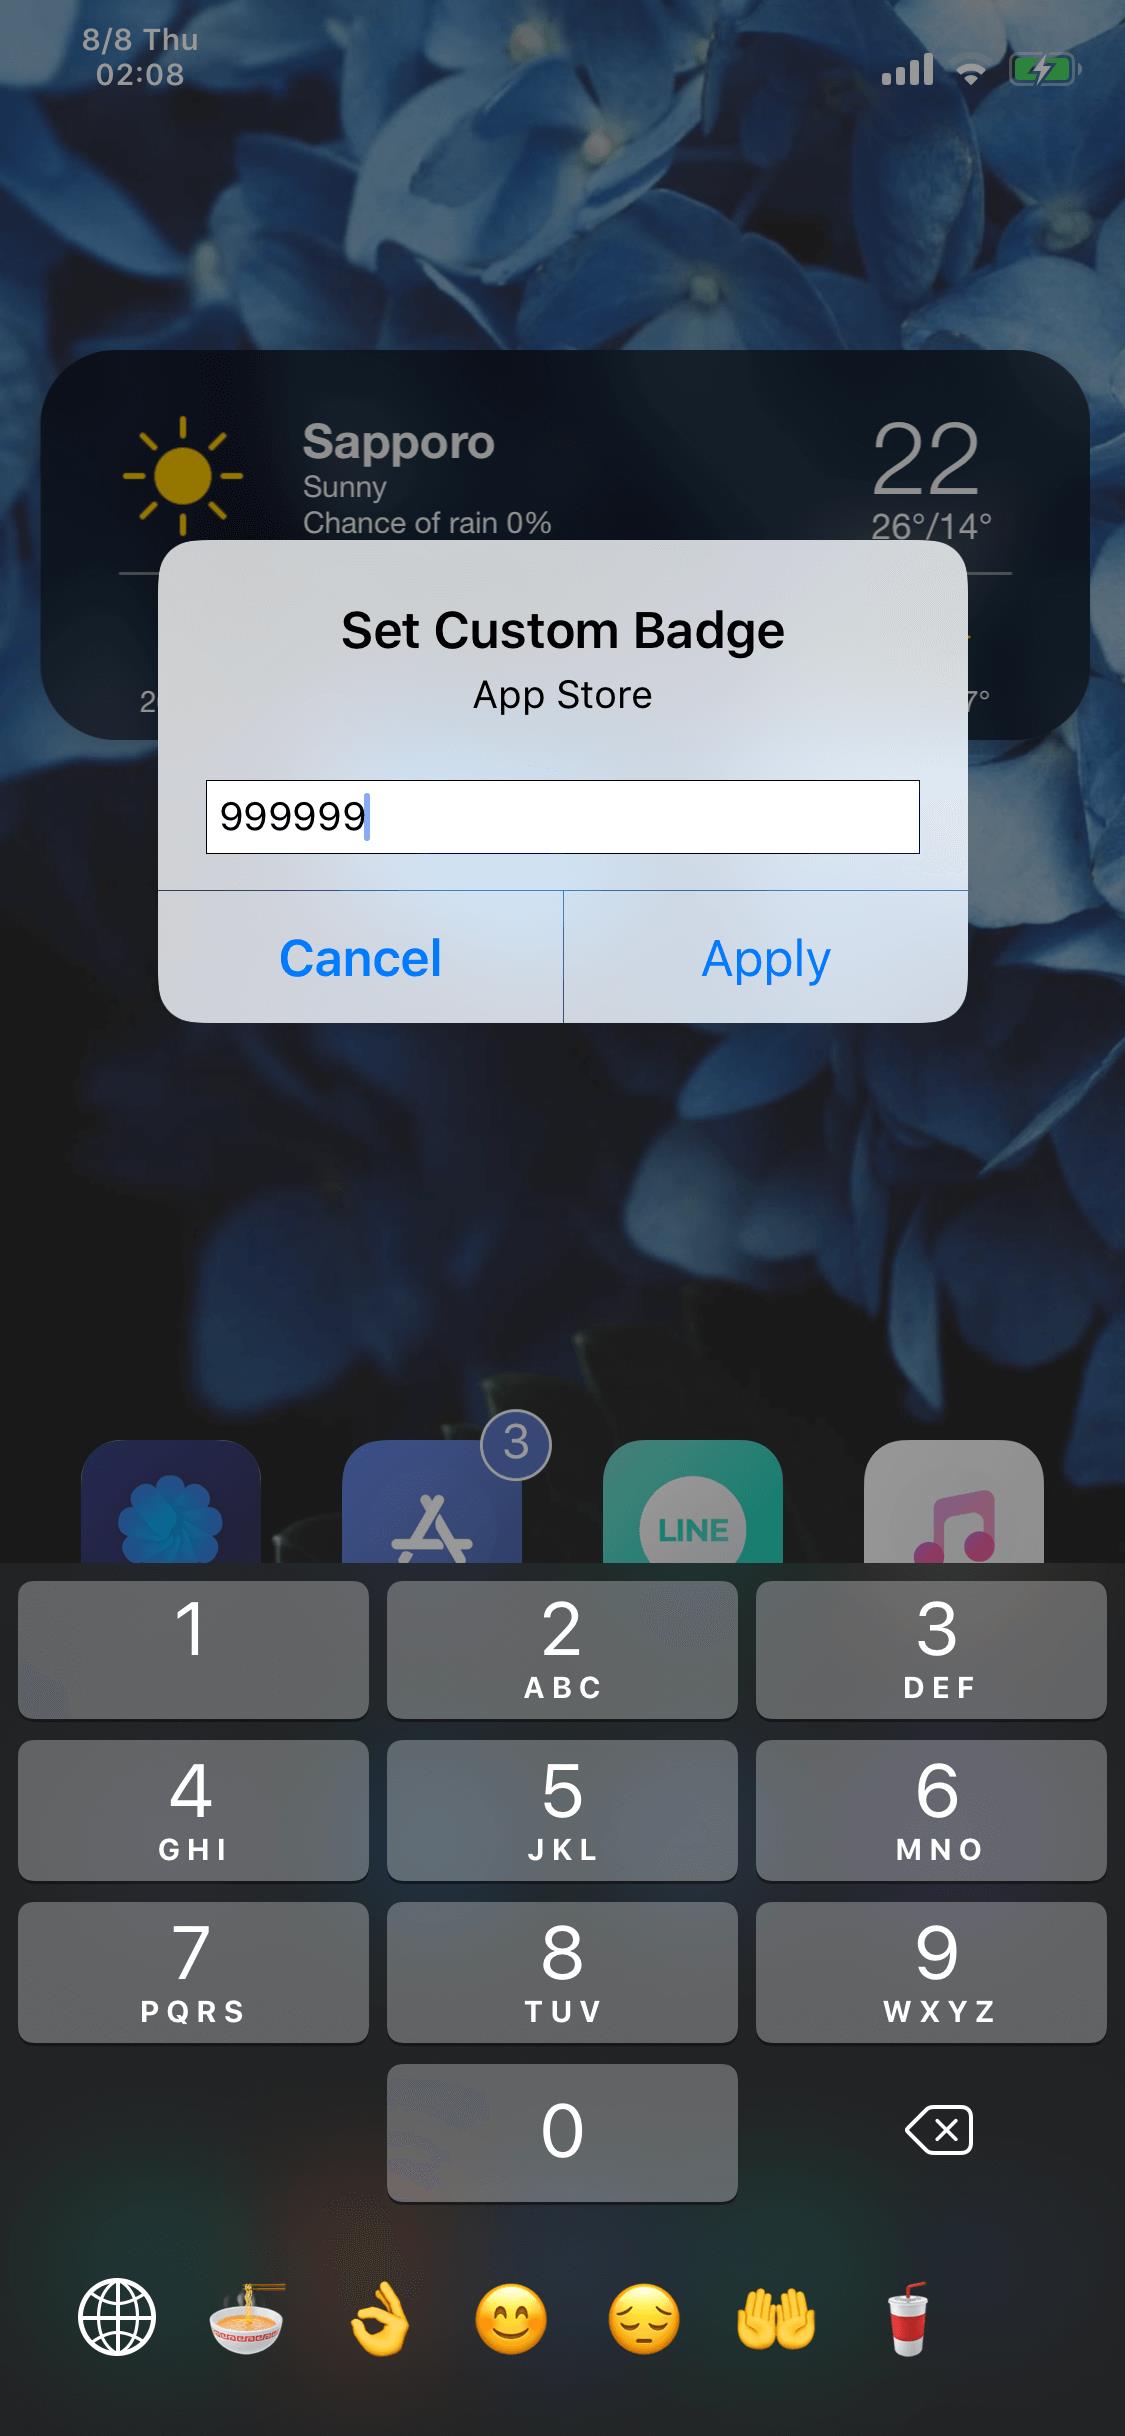 8/8 Thu
02:08
Sapporo
Sunny
Chance of rain 0%
22
26°/14°
2
7°
Set Custom Badge
App Store
999999
Cancel
Apply
3
LINE
1
2
ABC
3
DEF
4
GHI
5
JKL
6
MNO
7
PQRS
8
TUV
9
WXYZ
0